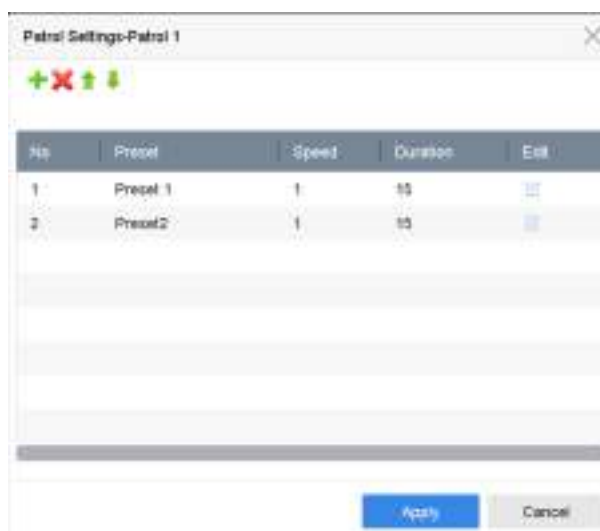 Patrol Settings-Patrol 1
No Preset Speed Duration Edit
1 Preset 1 1 15
2 Preset2 1 15
Apply Cancel